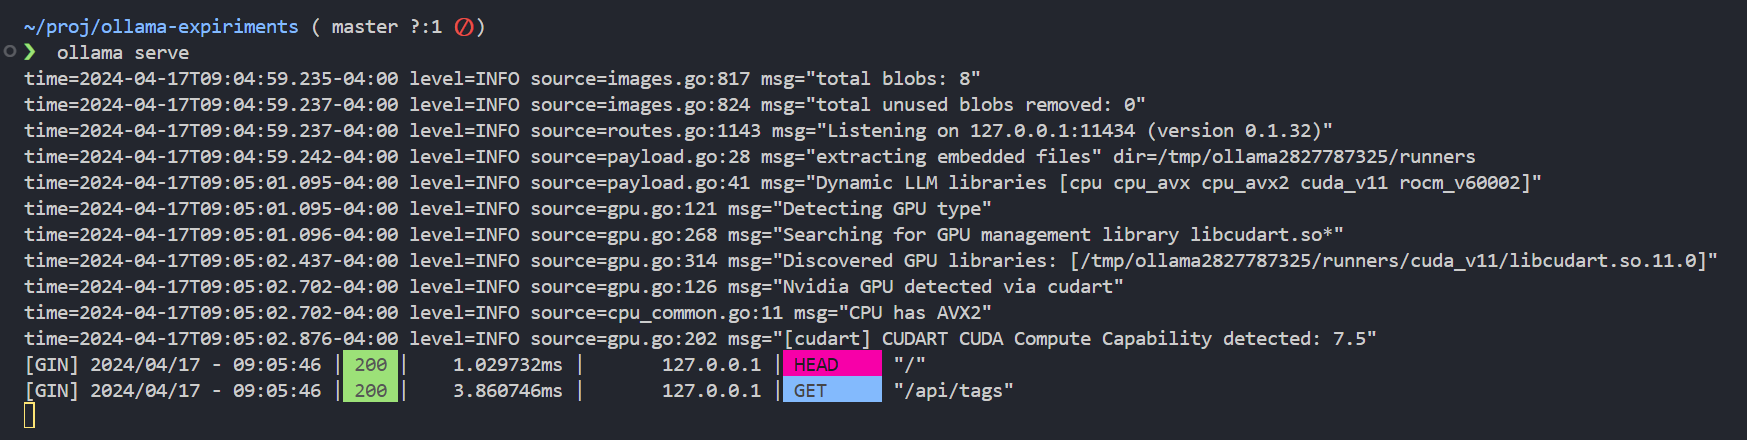 ~/proj/ollama-expiriments ( master ?:1 🚫)
❯ ollama serve
time=2024-04-17T09:04:59.235-04:00 level=INFO source=images.go:817 msg="total blobs: 8"
time=2024-04-17T09:04:59.237-04:00 level=INFO source=images.go:824 msg="total unused blobs removed: 0"
time=2024-04-17T09:04:59.237-04:00 level=INFO source=routes.go:1143 msg="Listening on 127.0.0.1:11434 (version 0.1.32)"
time=2024-04-17T09:04:59.242-04:00 level=INFO source=payload.go:28 msg="extracting embedded files" dir=/tmp/ollama2827787325/runners
time=2024-04-17T09:05:01.095-04:00 level=INFO source=payload.go:41 msg="Dynamic LLM libraries [cpu cpu_avx cpu_avx2 cuda_v11 rocm_v60002]"
time=2024-04-17T09:05:01.095-04:00 level=INFO source=gpu.go:121 msg="Detecting GPU type"
time=2024-04-17T09:05:01.096-04:00 level=INFO source=gpu.go:268 msg="Searching for GPU management library libcudart.so*"
time=2024-04-17T09:05:02.437-04:00 level=INFO source=gpu.go:314 msg="Discovered GPU libraries: [/tmp/ollama2827787325/runners/cuda_v11/libcudart.so.11.0]"
time=2024-04-17T09:05:02.702-04:00 level=INFO source=gpu.go:126 msg="Nvidia GPU detected via cudart"
time=2024-04-17T09:05:02.702-04:00 level=INFO source=cpu_common.go:11 msg="CPU has AVX2"
time=2024-04-17T09:05:02.876-04:00 level=INFO source=gpu.go:202 msg="[cudart] CUDART CUDA Compute Capability detected: 7.5"
[GIN] 2024/04/17 - 09:05:46 | 200 |    1.029732ms |       127.0.0.1 | HEAD     "/"
[GIN] 2024/04/17 - 09:05:46 | 200 |    3.860746ms |       127.0.0.1 | GET      "/api/tags"